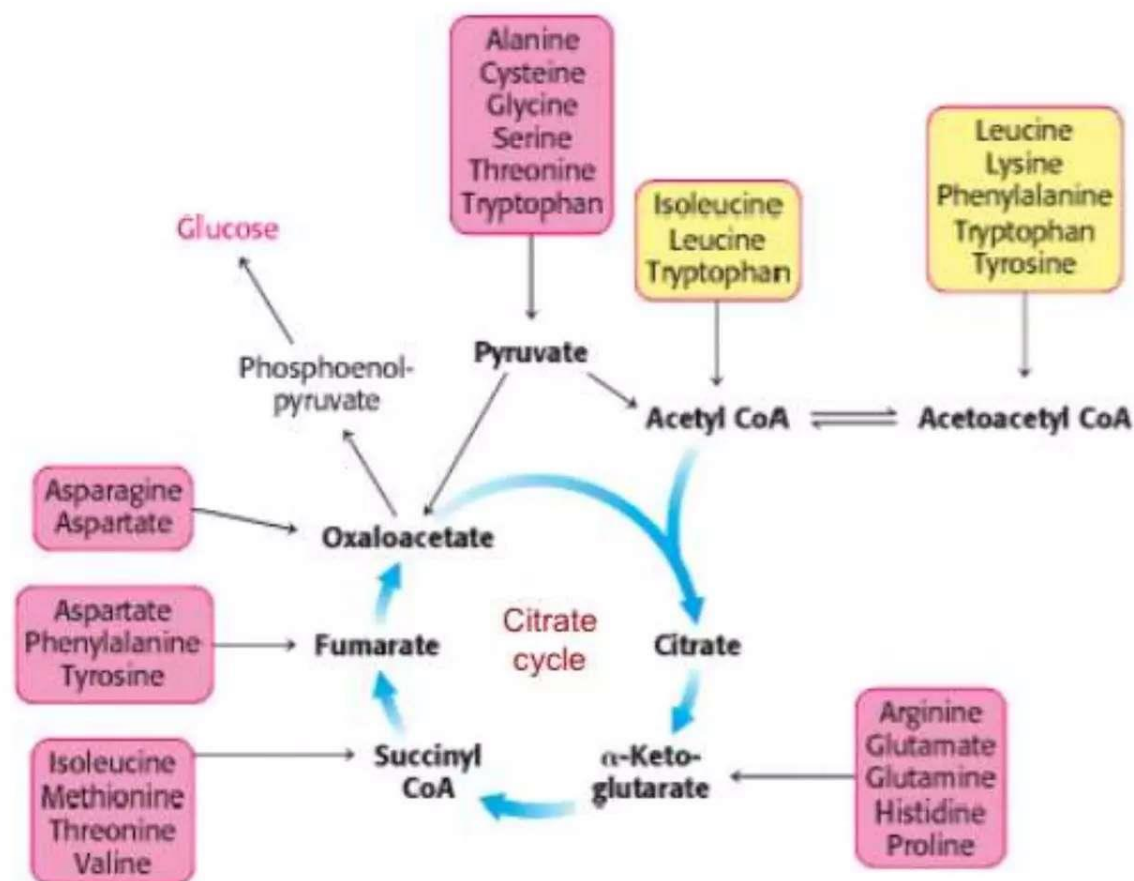 Alanine
Cysteine
Glycine
Serine
Threonine
Tryptophan
Leucine
Lysine
Phenylalanine
Tryptophan
Tyrosine
Isoleucine
Leucine
Tryptophan
Glucose
Pyruvate
Phosphoenol-
pyruvate
Acetyl CoA
Acetoacetyl CoA
Asparagine
Aspartate
Oxaloacetate
Aspartate
Phenylalanine
Tyrosine
Fumarate
Citrate
cycle
Citrate
Isoleucine
Methionine
Threonine
Valine
Succinyl
CoA
α-Keto-
glutarate
Arginine
Glutamate
Glutamine
Histidine
Proline